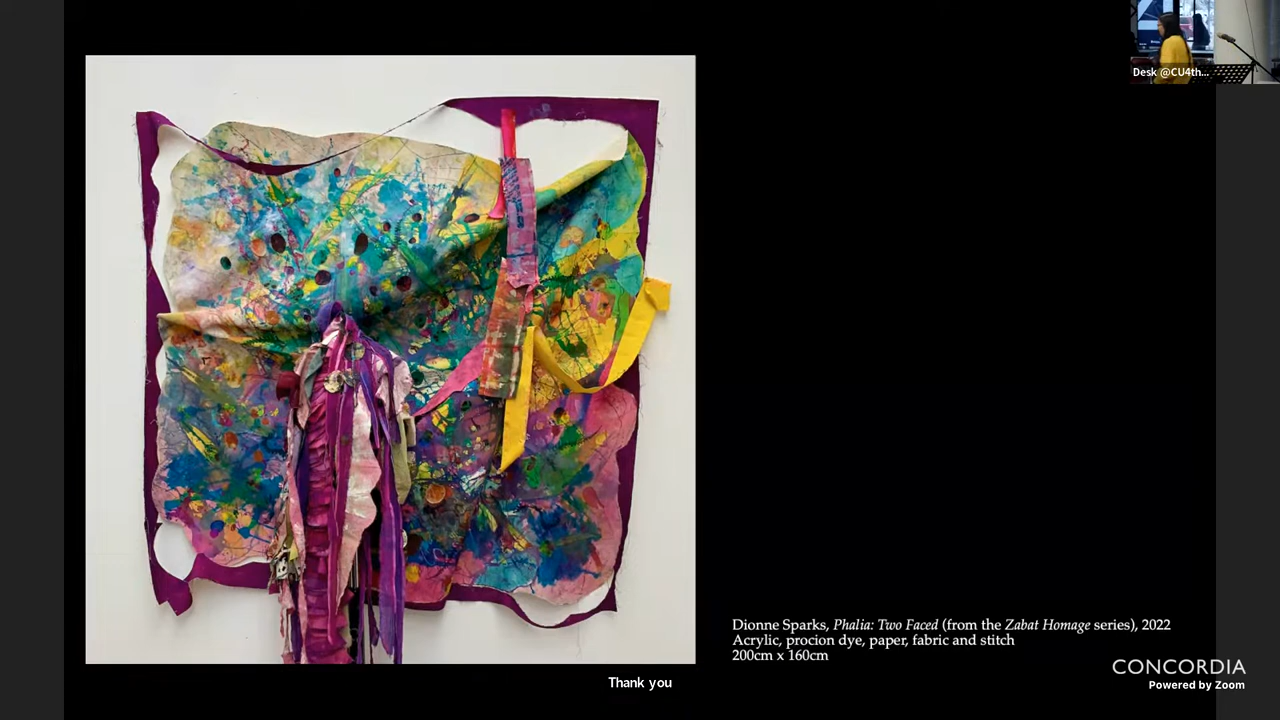 Desk @CU4th...
Dionne Sparks, Phalia: Two Faced (from the Zabat Homage series), 2022
Acrylic, procion dye, paper, fabric and stitch
200cm x 160cm
CONCORDIA
Thank you
Powered by Zoom